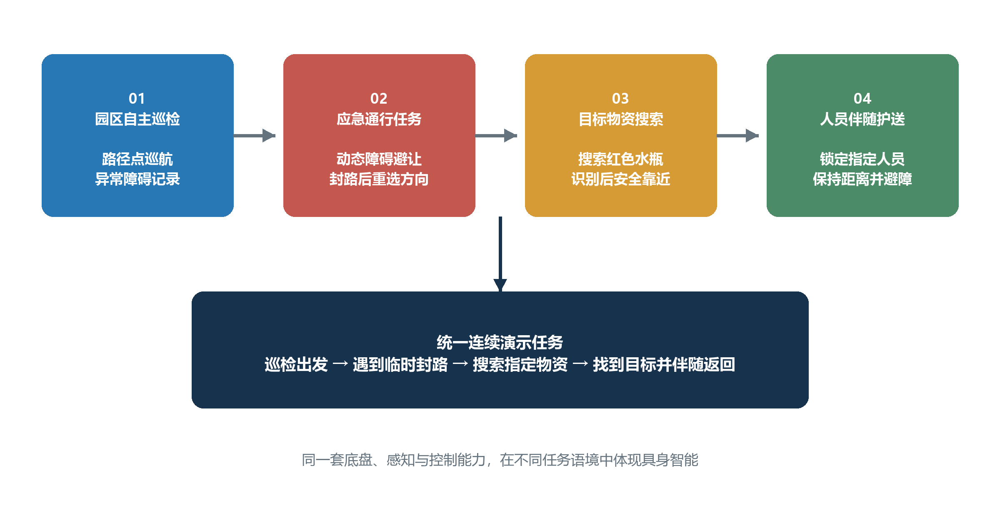 01
园区自主巡检
路径点巡航
异常障碍记录
02
应急通行任务
动态障碍避让
封路后重选方向
03
目标物资搜索
搜索红色水瓶
识别后安全靠近
04
人员伴随护送
锁定指定人员
保持距离并避障
统一连续演示任务
巡检出发 → 遇到临时封路 → 搜索指定物资 → 找到目标并伴随返回
同一套底盘、感知与控制能力，在不同任务语境中体现具身智能